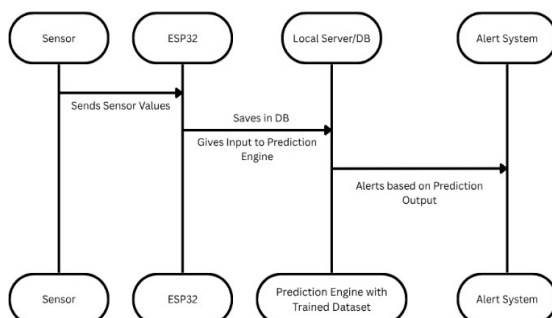 Sensor
ESP32
Local Server/DB
Alert System
Sends Sensor Values
Saves in DB
Gives Input to Prediction
Engine
Alerts based on Prediction
Output
Sensor
ESP32
Prediction Engine with
Trained Dataset
Alert System